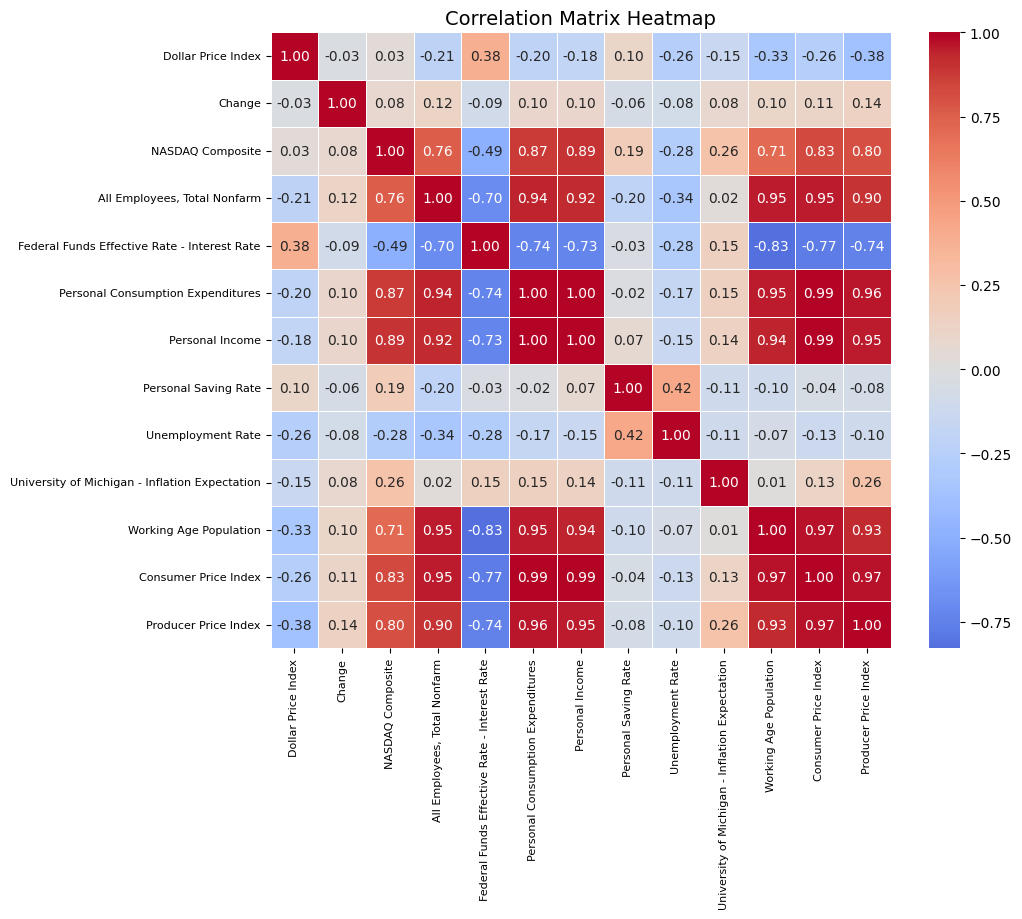 Correlation Matrix Heatmap
Dollar Price Index 1.00 -0.03 0.03 -0.21 0.38 -0.20 -0.18 0.10 -0.26 -0.15 -0.33 -0.26 -0.38
Change -0.03 1.00 0.08 0.12 -0.09 0.10 0.10 -0.06 -0.08 0.08 0.10 0.11 0.14
NASDAQ Composite 0.03 0.08 1.00 0.76 -0.49 0.87 0.89 0.19 -0.28 0.26 0.71 0.83 0.80
All Employees, Total Nonfarm -0.21 0.12 0.76 1.00 -0.70 0.94 0.92 -0.20 -0.34 0.02 0.95 0.95 0.90
Federal Funds Effective Rate - Interest Rate 0.38 -0.09 -0.49 -0.70 1.00 -0.74 -0.73 -0.03 -0.28 0.15 -0.83 -0.77 -0.74
Personal Consumption Expenditures -0.20 0.10 0.87 0.94 -0.74 1.00 1.00 -0.02 -0.17 0.15 0.95 0.99 0.96
Personal Income -0.18 0.10 0.89 0.92 -0.73 1.00 1.00 0.07 -0.15 0.14 0.94 0.99 0.95
Personal Saving Rate 0.10 -0.06 0.19 -0.20 -0.03 -0.02 0.07 1.00 0.42 -0.11 -0.10 -0.04 -0.08
Unemployment Rate -0.26 -0.08 -0.28 -0.34 -0.28 -0.17 -0.15 0.42 1.00 -0.11 -0.07 -0.13 -0.10
University of Michigan - Inflation Expectation -0.15 0.08 0.26 0.02 0.15 0.15 0.14 -0.11 -0.11 1.00 0.01 0.13 0.26
Working Age Population -0.33 0.10 0.71 0.95 -0.83 0.95 0.94 -0.10 -0.07 0.01 1.00 0.97 0.93
Consumer Price Index -0.26 0.11 0.83 0.95 -0.77 0.99 0.99 -0.04 -0.13 0.13 0.97 1.00 0.97
Producer Price Index -0.38 0.14 0.80 0.90 -0.74 0.96 0.95 -0.08 -0.10 0.26 0.93 0.97 1.00
Dollar Price Index
Change
NASDAQ Composite
All Employees, Total Nonfarm
Federal Funds Effective Rate - Interest Rate
Personal Consumption Expenditures
Personal Income
Personal Saving Rate
Unemployment Rate
University of Michigan - Inflation Expectation
Working Age Population
Consumer Price Index
Producer Price Index
1.00
0.75
0.50
0.25
0.00
−0.25
−0.50
−0.75